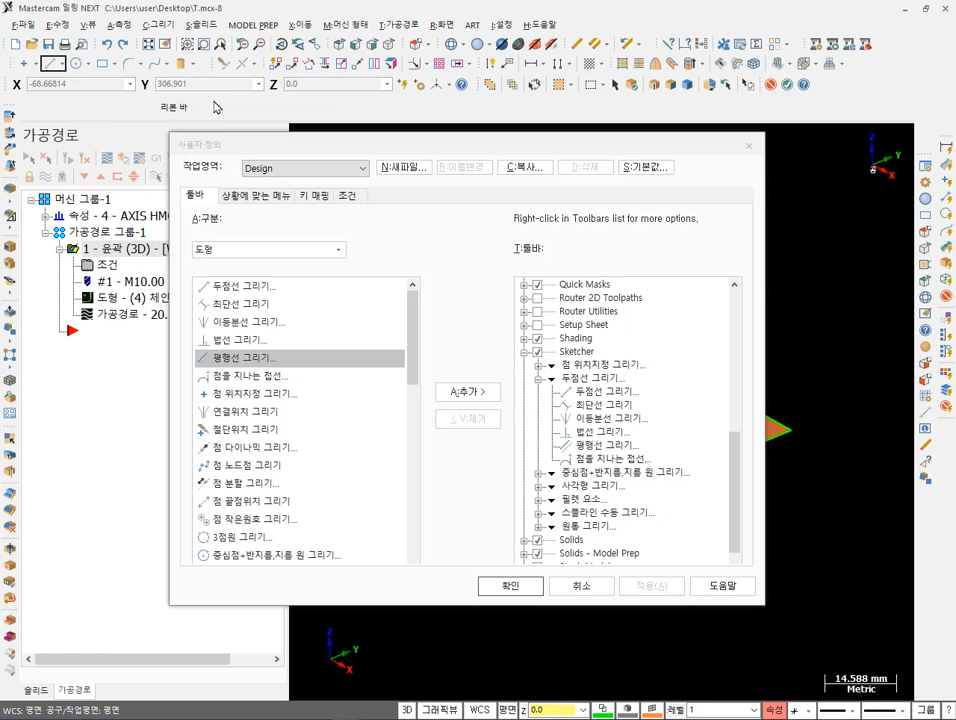 Mastercam 밀링 NEXT  C:\Users\user\Desktop\T.mcx-8
F:파일 E:수정 V:뷰 A:측정 C:그리기 S:솔리드 MODEL PREP X:이동 M:머신 형태 T:가공경로 R:화면 ART I:설정 H:도움말
X -68.66814 Y 306.901 Z 0.0
리본 바
가공경로
G1
머신 그룹-1
속성 - 4 - AXIS HM
가공경로 그룹-1
1 - 윤곽 (3D) - [
조건
#1 - M10.00
도형 - (4) 체인
가공경로 - 20.
솔리드 가공경로
사용자 정의
작업영역: Design N:새파일... R:이름변경... C:복사... D:삭제 S:기본값...
툴바 상황에 맞는 메뉴 키 매핑 조건
A:구분:
도형
두점선 그리기...
최단선 그리기
이등분선 그리기...
법선 그리기...
평행선 그리기...
점을 지나는 접선...
점 위치지정 그리기...
연결위치 그리기
절단위치 그리기
점 다이나믹 그리기...
점 노드점 그리기
점 분할 그리기...
점 끝점위치 그리기
점 작은원호 그리기...
3점원 그리기...
중심점+반지름,지름 원 그리기...
A:추가 >
< V:제거
Right-click in Toolbars list for more options,
T:툴바:
Quick Masks
Router 2D Toolpaths
Router Utilities
Setup Sheet
Shading
Sketcher
점 위치지정 그리기...
두점선 그리기...
두점선 그리기...
최단선 그리기
이등분선 그리기...
법선 그리기...
평행선 그리기...
점을 지나는 접선...
중심점+반지름,지름 원 그리기...
사각형 그리기...
필렛 요소...
스플라인 수동 그리기...
원통 그리기...
Solids
Solids - Model Prep
확인 취소 적용(A) 도움말
Z Y X
공
Z Y X
14.588 mm
Metric
WCS: 평면 공구/작업평면: 평면 3D 그래픽뷰 WCS 평면 Z 0.0 레벨 1 속성 그룹 ?